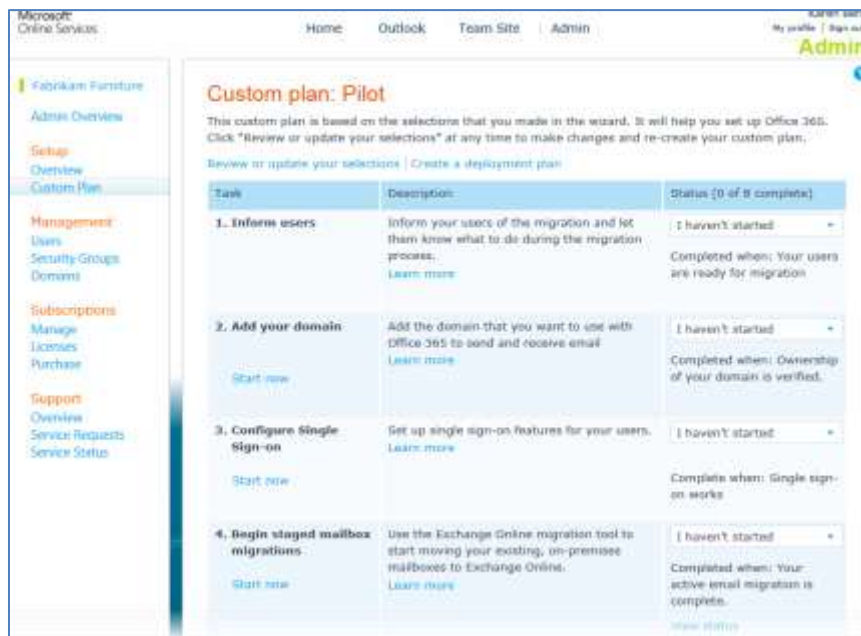 Microsoft
Online Services
Home Outlook Team Site Admin
My profile | Sign out
Admin
Fabrikam Furniture
Admin Overview
Setup
Overview
Custom Plan
Management
Users
Security Groups
Domains
Subscriptions
Manage
Licenses
Purchase
Support
Overview
Service Requests
Service Status
Custom plan: Pilot
This custom plan is based on the selections that you made in the wizard. It will help you set up Office 365.
Click "Review or update your selections" at any time to make changes and re-create your custom plan.
Review or update your selections | Create a deployment plan
Task Description Status (0 of 9 complete)
1. Inform users
Inform your users of the migration and let
them know what to do during the migration
process.
Learn more
I haven't started
Completed when: Your users
are ready for migration
2. Add your domain
Start now
Add the domain that you want to use with
Office 365 to send and receive email
Learn more
I haven't started
Completed when: Ownership
of your domain is verified.
3. Configure Single
Sign-on
Start now
Set up single sign-on features for your users.
Learn more
I haven't started
Complete when: Single sign-
on works
4. Begin staged mailbox
migrations
Start now
Use the Exchange Online migration tool to
start moving your existing, on-premises
mailboxes to Exchange Online.
Learn more
I haven't started
Completed when: Your
active email migration is
complete.
View status